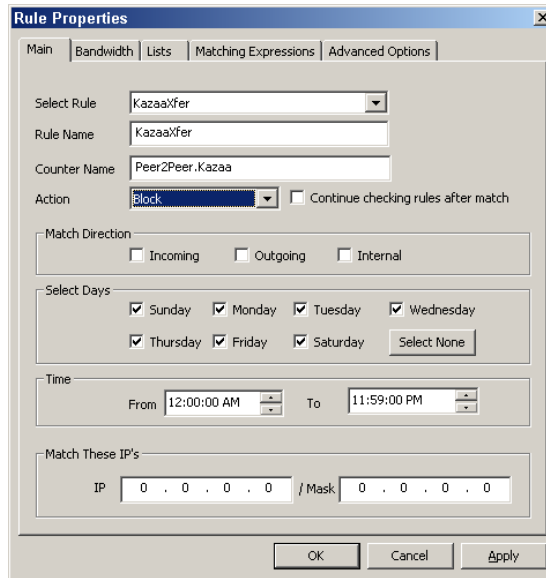 Rule Properties
Main Bandwidth Lists Matching Expressions Advanced Options
Select Rule KazaaXfer
Rule Name KazaaXfer
Counter Name Peer2Peer.Kazaa
Action Block Continue checking rules after match
Match Direction
Incoming Outgoing Internal
Select Days
Sunday Monday Tuesday Wednesday
Thursday Friday Saturday Select None
Time
From 12:00:00 AM To 11:59:00 PM
Match These IP's
IP 0 . 0 . 0 . 0 / Mask 0 . 0 . 0 . 0
OK Cancel Apply